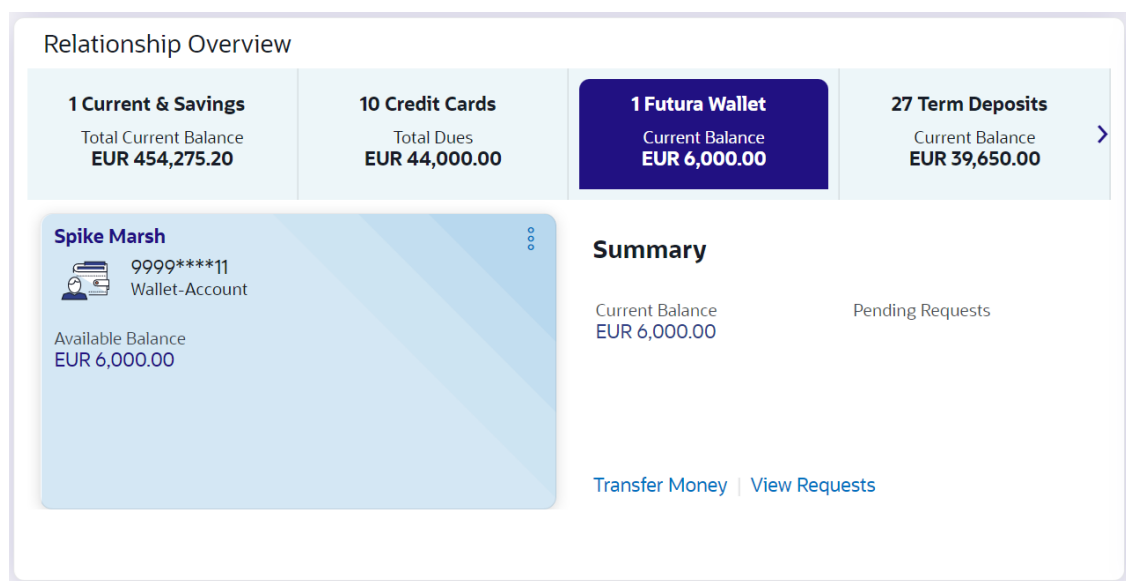 Relationship Overview
1 Current & Savings
Total Current Balance
EUR 454,275.20
10 Credit Cards
Total Dues
EUR 44,000.00
1 Futura Wallet
Current Balance
EUR 6,000.00
27 Term Deposits
Current Balance
EUR 39,650.00
Spike Marsh
9999****11
Wallet-Account
Available Balance
EUR 6,000.00
Summary
Current Balance
EUR 6,000.00
Pending Requests
Transfer Money | View Requests